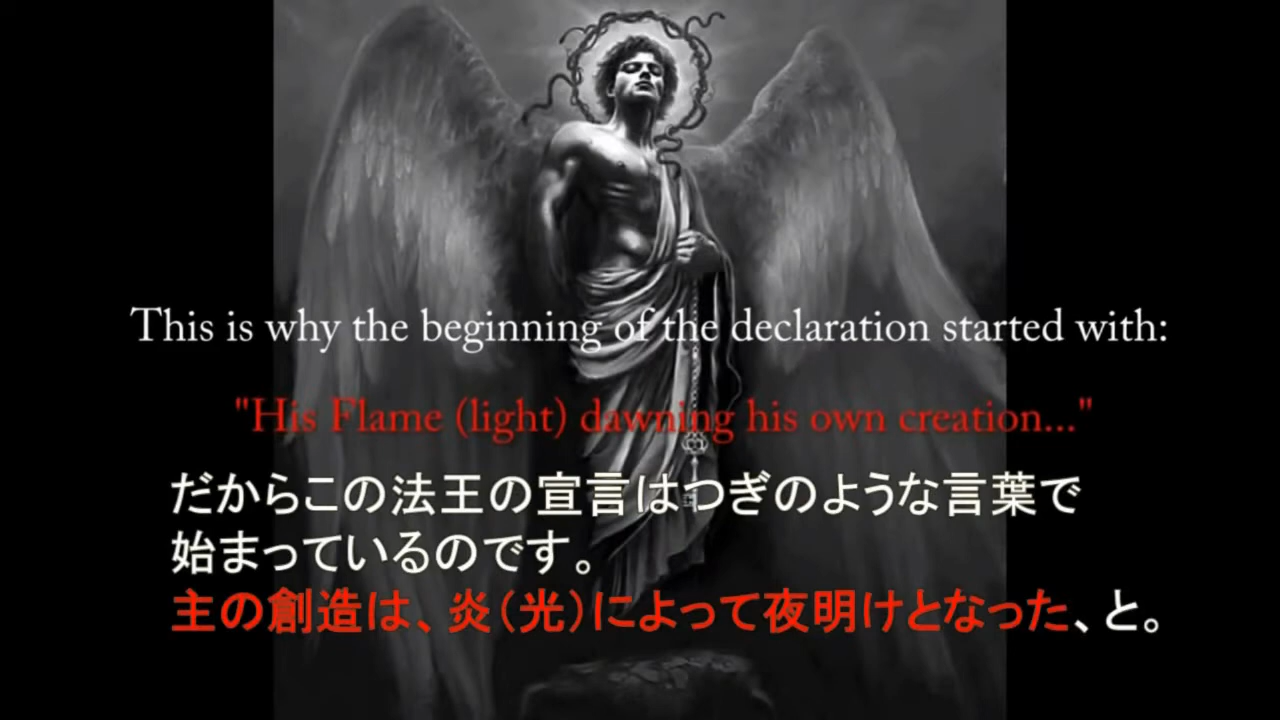 This is why the beginning of the declaration started with:
"His Flame (light) dawning his own creation..."
だからこの法王の宣言はつぎのような言葉で
始まっているのです。
主の創造は、炎（光）によって夜明けとなった、と。